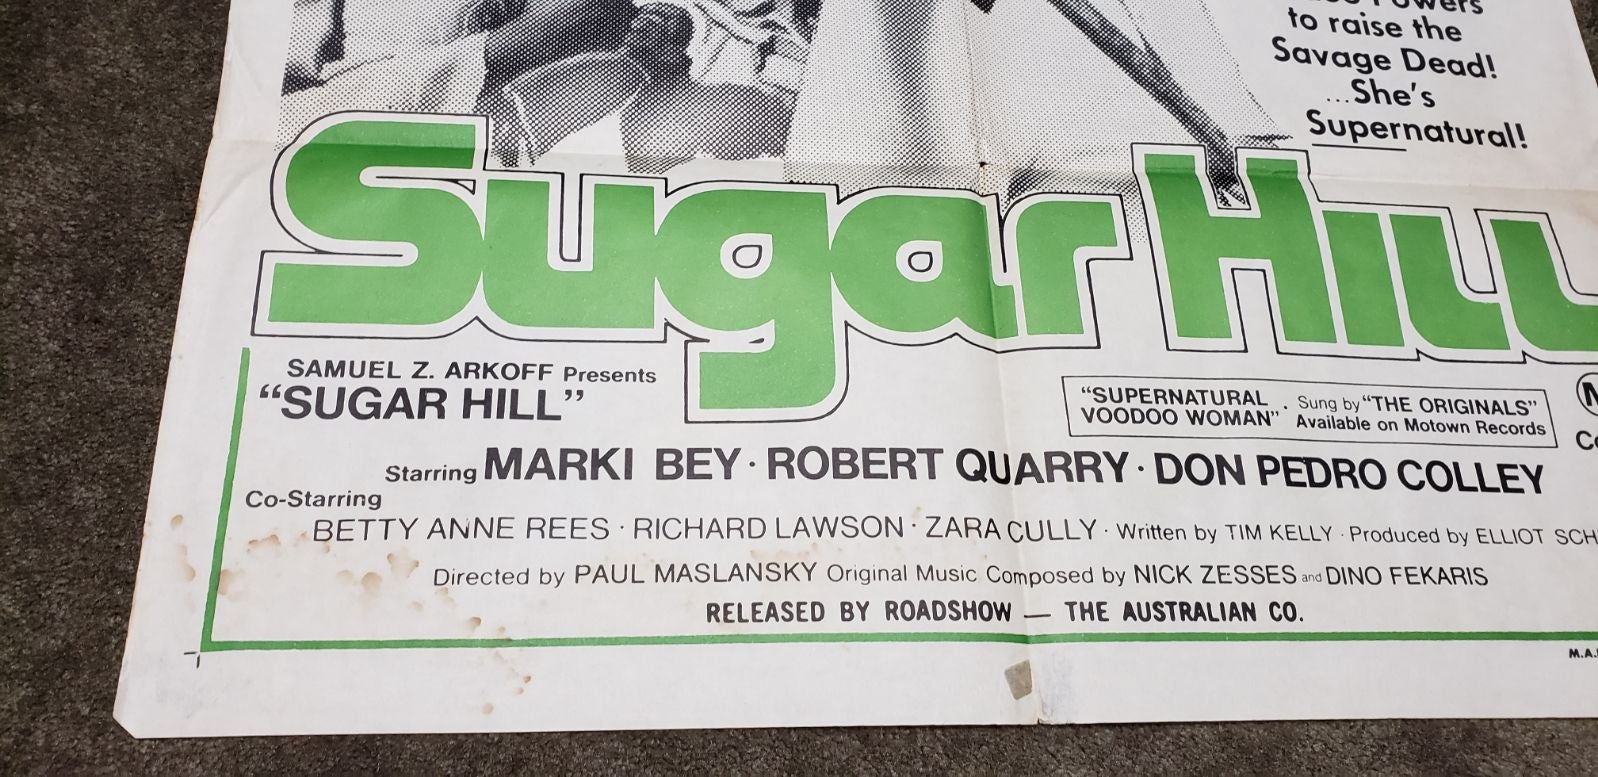 Powers
to raise the
Savage Dead!
...She's
Supernatural!
Sugar Hill
SAMUEL Z. ARKOFF Presents
"SUGAR HILL"
"SUPERNATURAL VOODOO WOMAN". Sung by "THE ORIGINALS"
Available on Motown Records
Starring MARKI BEY · ROBERT QUARRY · DON PEDRO COLLEY
Co-Starring
BETTY ANNE REES · RICHARD LAWSON · ZARA CULLY · Written by TIM KELLY · Produced by ELLIOT SCH
Directed by PAUL MASLANSKY Original Music Composed by NICK ZESSES and DINO FEKARIS
RELEASED BY ROADSHOW — THE AUSTRALIAN CO.
M.A.